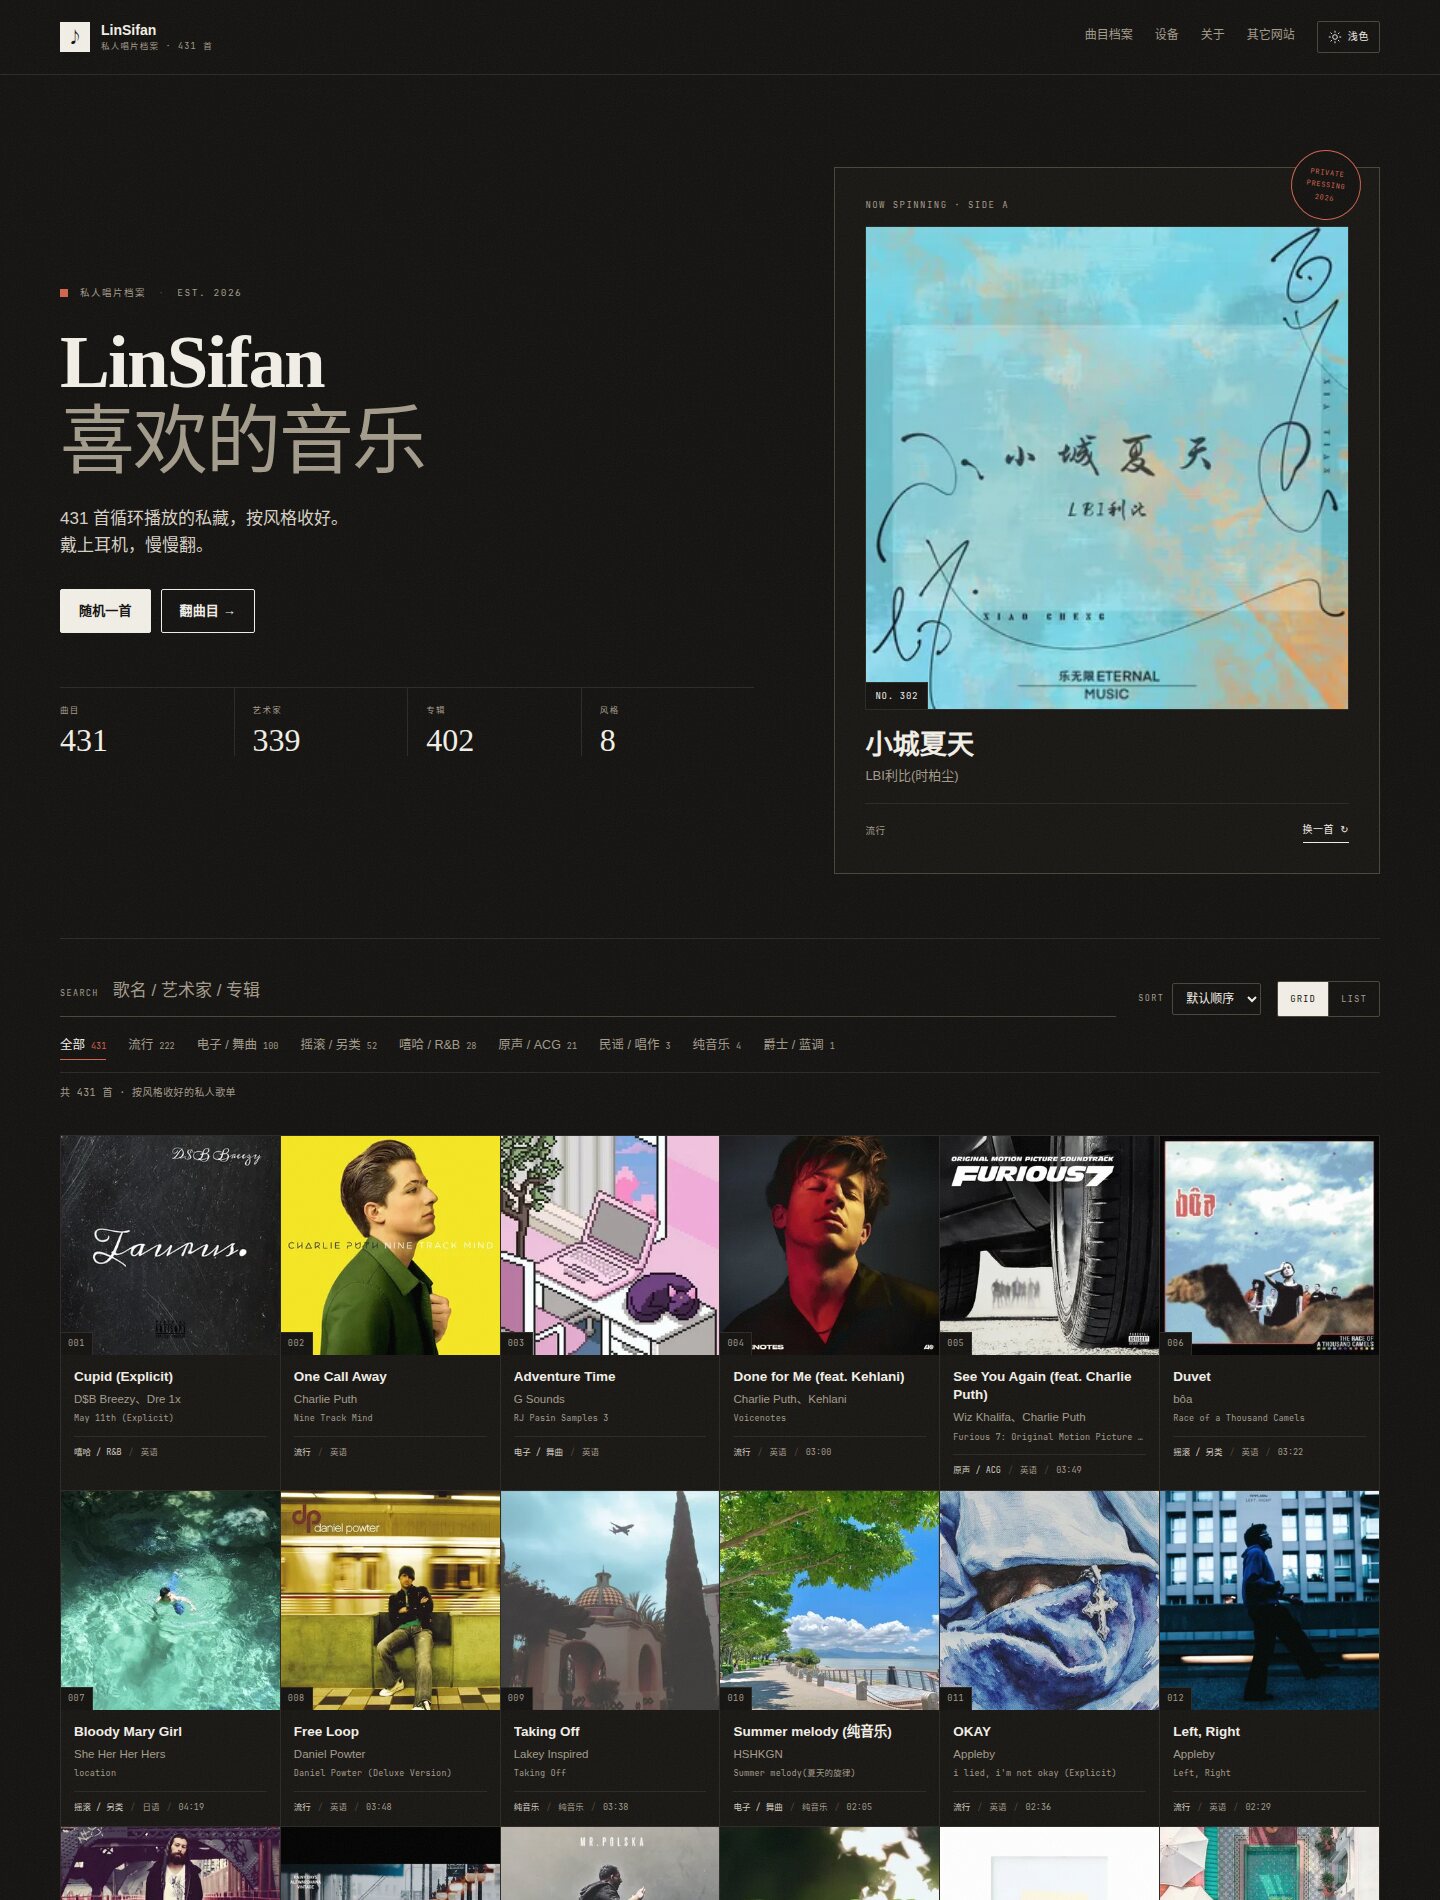 LinSifan
私人唱片档案 · 431 首
曲目档案
设备
关于
其它网站
浅色
私人唱片档案 · EST. 2026
LinSifan
喜欢的音乐
431 首循环播放的私藏，按风格收好。
戴上耳机，慢慢翻。
随机一首
翻曲目 →
曲目
431
艺术家
339
专辑
402
风格
8
PRIVATE
PRESSING
2026
NOW SPINNING · SIDE A
小城夏天
LBI利比
XIA TIAN
XIAO CHENG
乐无限 ETERNAL
MUSIC
NO. 302
小城夏天
LBI利比(时柏尘)
流行
换一首 ↻
SEARCH 歌名 / 艺术家 / 专辑
SORT 默认顺序
GRID
LIST
全部 431
流行 222
电子 / 舞曲 100
摇滚 / 另类 52
嘻哈 / R&B 28
原声 / ACG 21
民谣 / 唱作 3
纯音乐 4
爵士 / 蓝调 1
共 431 首 · 按风格收好的私人歌单
D$B Breezy
Taurus.
001
Cupid (Explicit)
D$B Breezy、Dre 1x
May 11th (Explicit)
嘻哈 / R&B / 英语
CHARLIE PUTH NINE TRACK MIND
002
One Call Away
Charlie Puth
Nine Track Mind
流行 / 英语
003
Adventure Time
G Sounds
RJ Pasin Samples 3
电子 / 舞曲 / 英语
NOTES
004
Done for Me (feat. Kehlani)
Charlie Puth、Kehlani
Voicenotes
流行 / 英语 / 03:00
ORIGINAL MOTION PICTURE SOUNDTRACK
FURIOUS 7
005
See You Again (feat. Charlie
Puth)
Wiz Khalifa、Charlie Puth
Furious 7: Original Motion Picture …
原声 / ACG / 英语 / 03:49
bôa
THE RACE OF
A THOUSAND CAMELS
006
Duvet
bôa
Race of a Thousand Camels
摇滚 / 另类 / 英语 / 03:22
007
Bloody Mary Girl
She Her Her Hers
location
摇滚 / 另类 / 日语 / 04:19
dp
daniel powter
008
Free Loop
Daniel Powter
Daniel Powter (Deluxe Version)
流行 / 英语 / 03:48
009
Taking Off
Lakey Inspired
Taking Off
纯音乐 / 纯音乐 / 03:38
010
Summer melody (纯音乐)
HSHKGN
Summer melody(夏天的旋律)
电子 / 舞曲 / 纯音乐 / 02:05
011
OKAY
Appleby
i lied, i'm not okay (Explicit)
流行 / 英语 / 02:36
LEFT, RIGHT
012
Left, Right
Appleby
Left, Right
流行 / 英语 / 02:29
MR. POLSKA